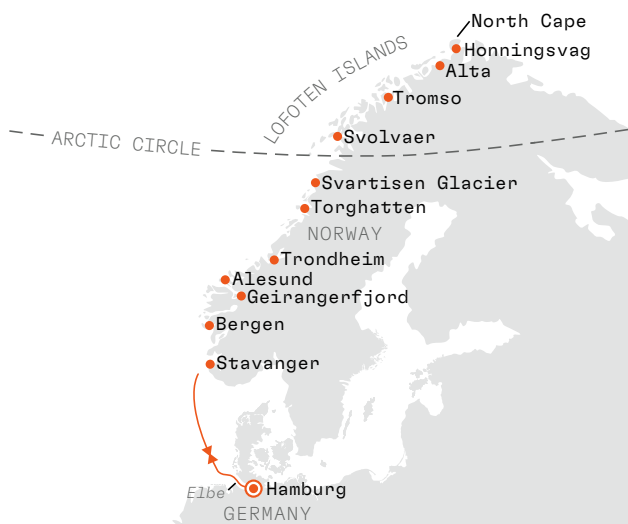 North Cape
Honningsvag
Alta
LOFOTEN ISLANDS
Tromso
ARCTIC CIRCLE
Svolvaer
Svartisen Glacier
Torghatten
NORWAY
Trondheim
Alesund
Geirangerfjord
Bergen
Stavanger
Elbe
Hamburg
GERMANY